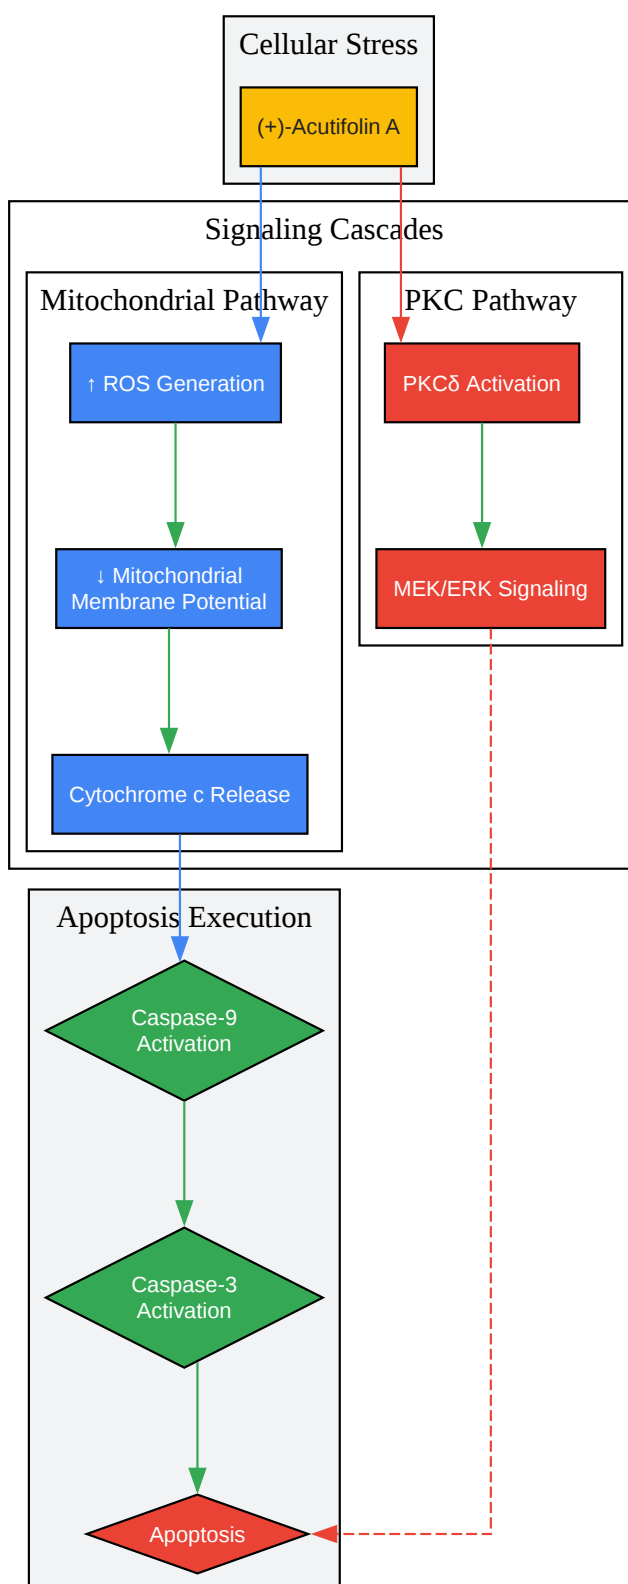 Cellular Stress
(+)-Acutifolin A
Signaling Cascades
Mitochondrial Pathway
PKC Pathway
↑ ROS Generation
PKCδ Activation
↓ Mitochondrial
Membrane Potential
MEK/ERK Signaling
Cytochrome c Release
Apoptosis Execution
Caspase-9
Activation
Caspase-3
Activation
Apoptosis